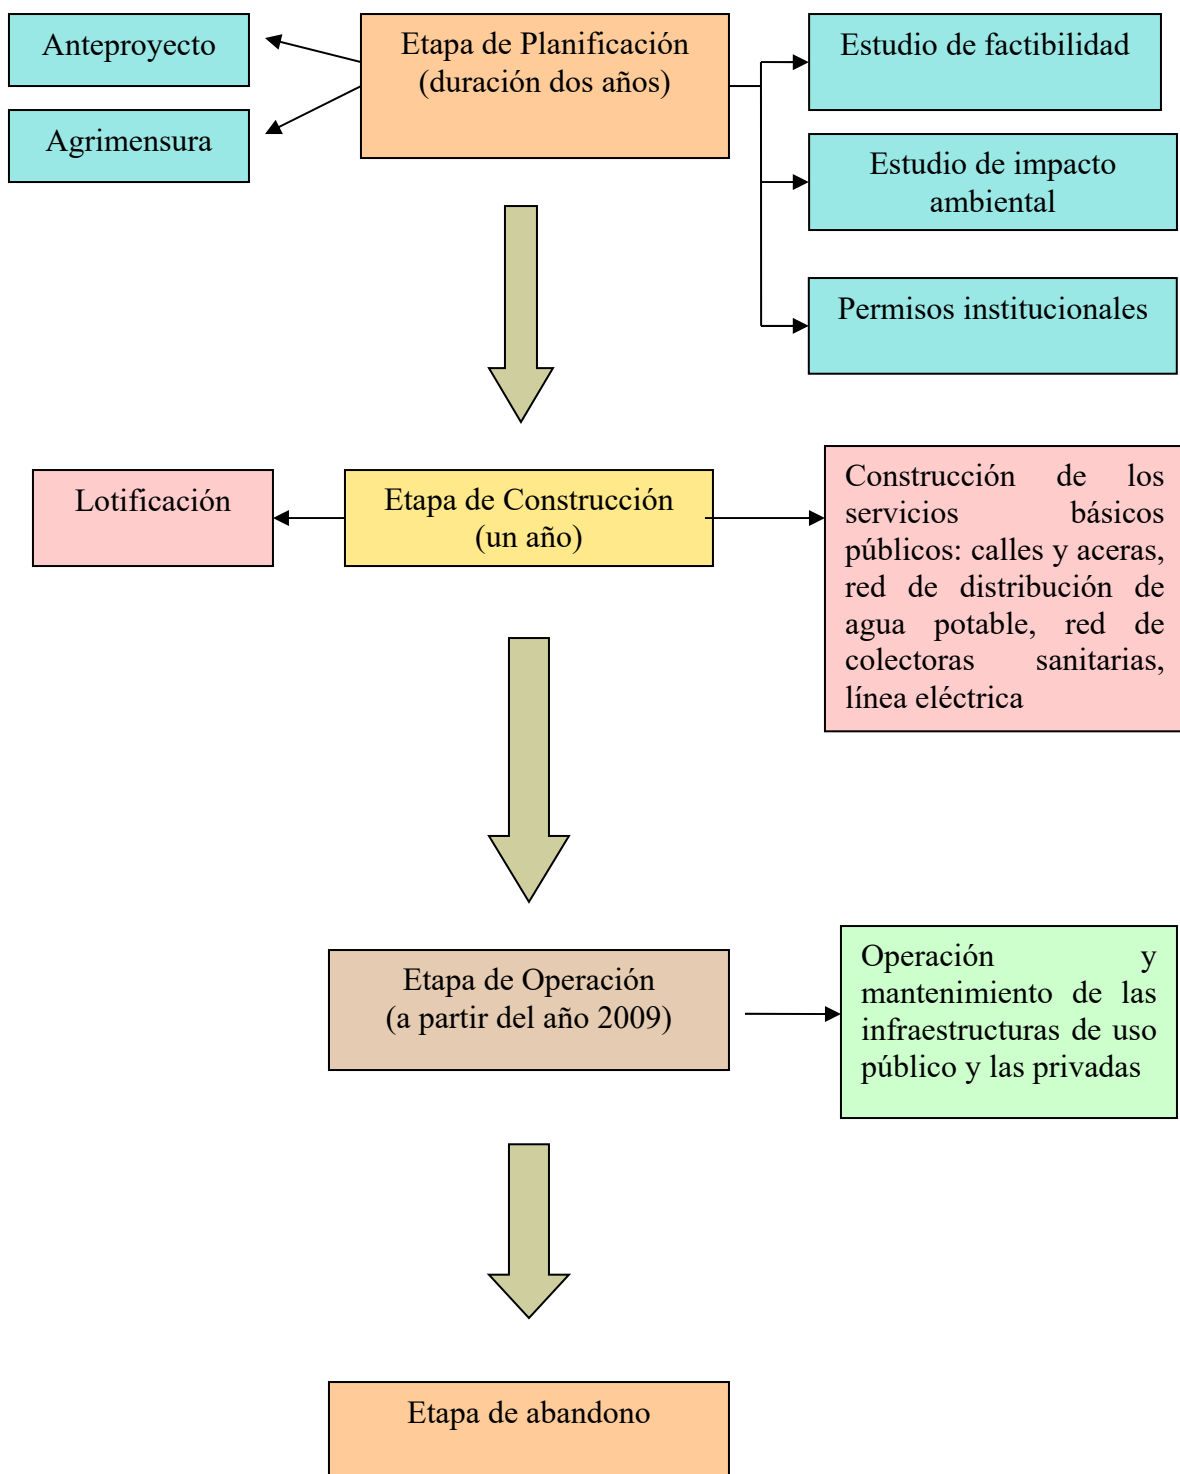 Anteproyecto
Agrimensura
Etapa de Planificación
(duración dos años)
Estudio de factibilidad
Estudio de impacto
ambiental
Permisos institucionales
Lotificación
Etapa de Construcción
(un año)
Construcción de los
servicios básicos
públicos: calles y aceras,
red de distribución de
agua potable, red de
colectoras sanitarias,
línea eléctrica
Etapa de Operación
(a partir del año 2009)
Operación y
mantenimiento de las
infraestructuras de uso
público y las privadas
Etapa de abandono